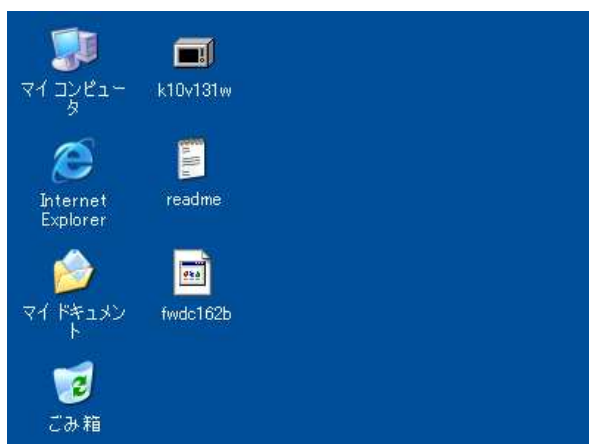 マイ コンピュー
タ
k10v131w
Internet
Explorer
readme
マイ ドキュメン
ト
fwdc162b
ごみ箱